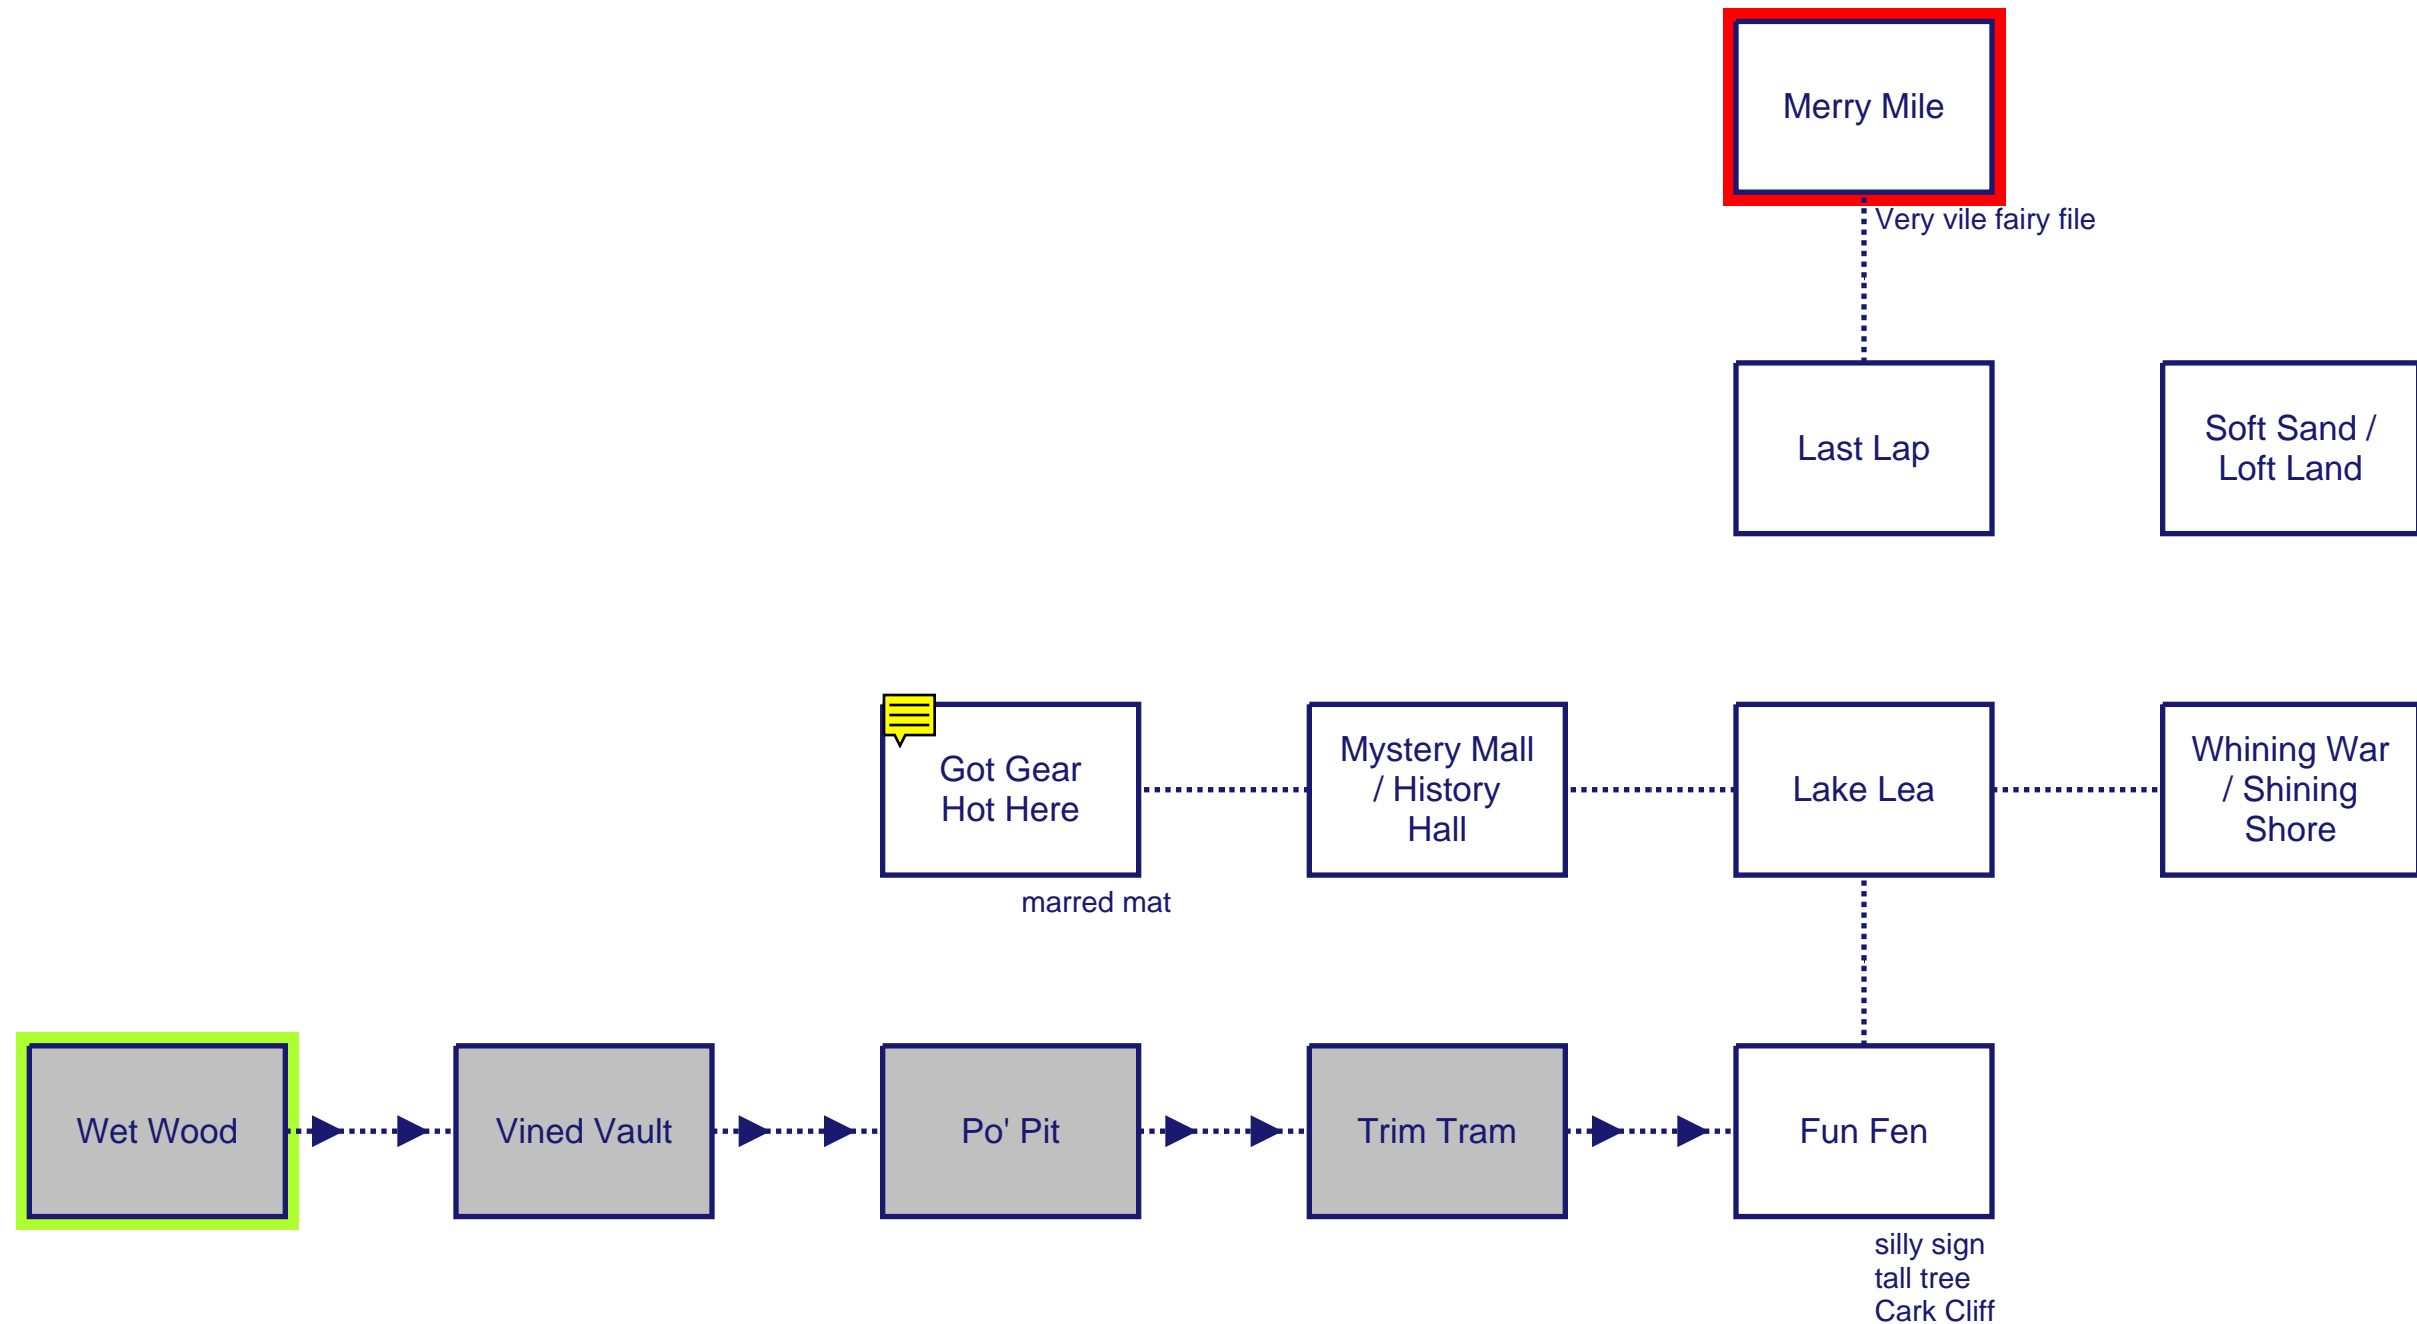 Merry Mile
Very vile fairy file
Last Lap
Soft Sand /
Loft Land
Got Gear
Hot Here
marred mat
Mystery Mall
/ History
Hall
Lake Lea
Whining War
/ Shining
Shore
Wet Wood
Vined Vault
Po' Pit
Trim Tram
Fun Fen
silly sign
tall tree
Cark Cliff